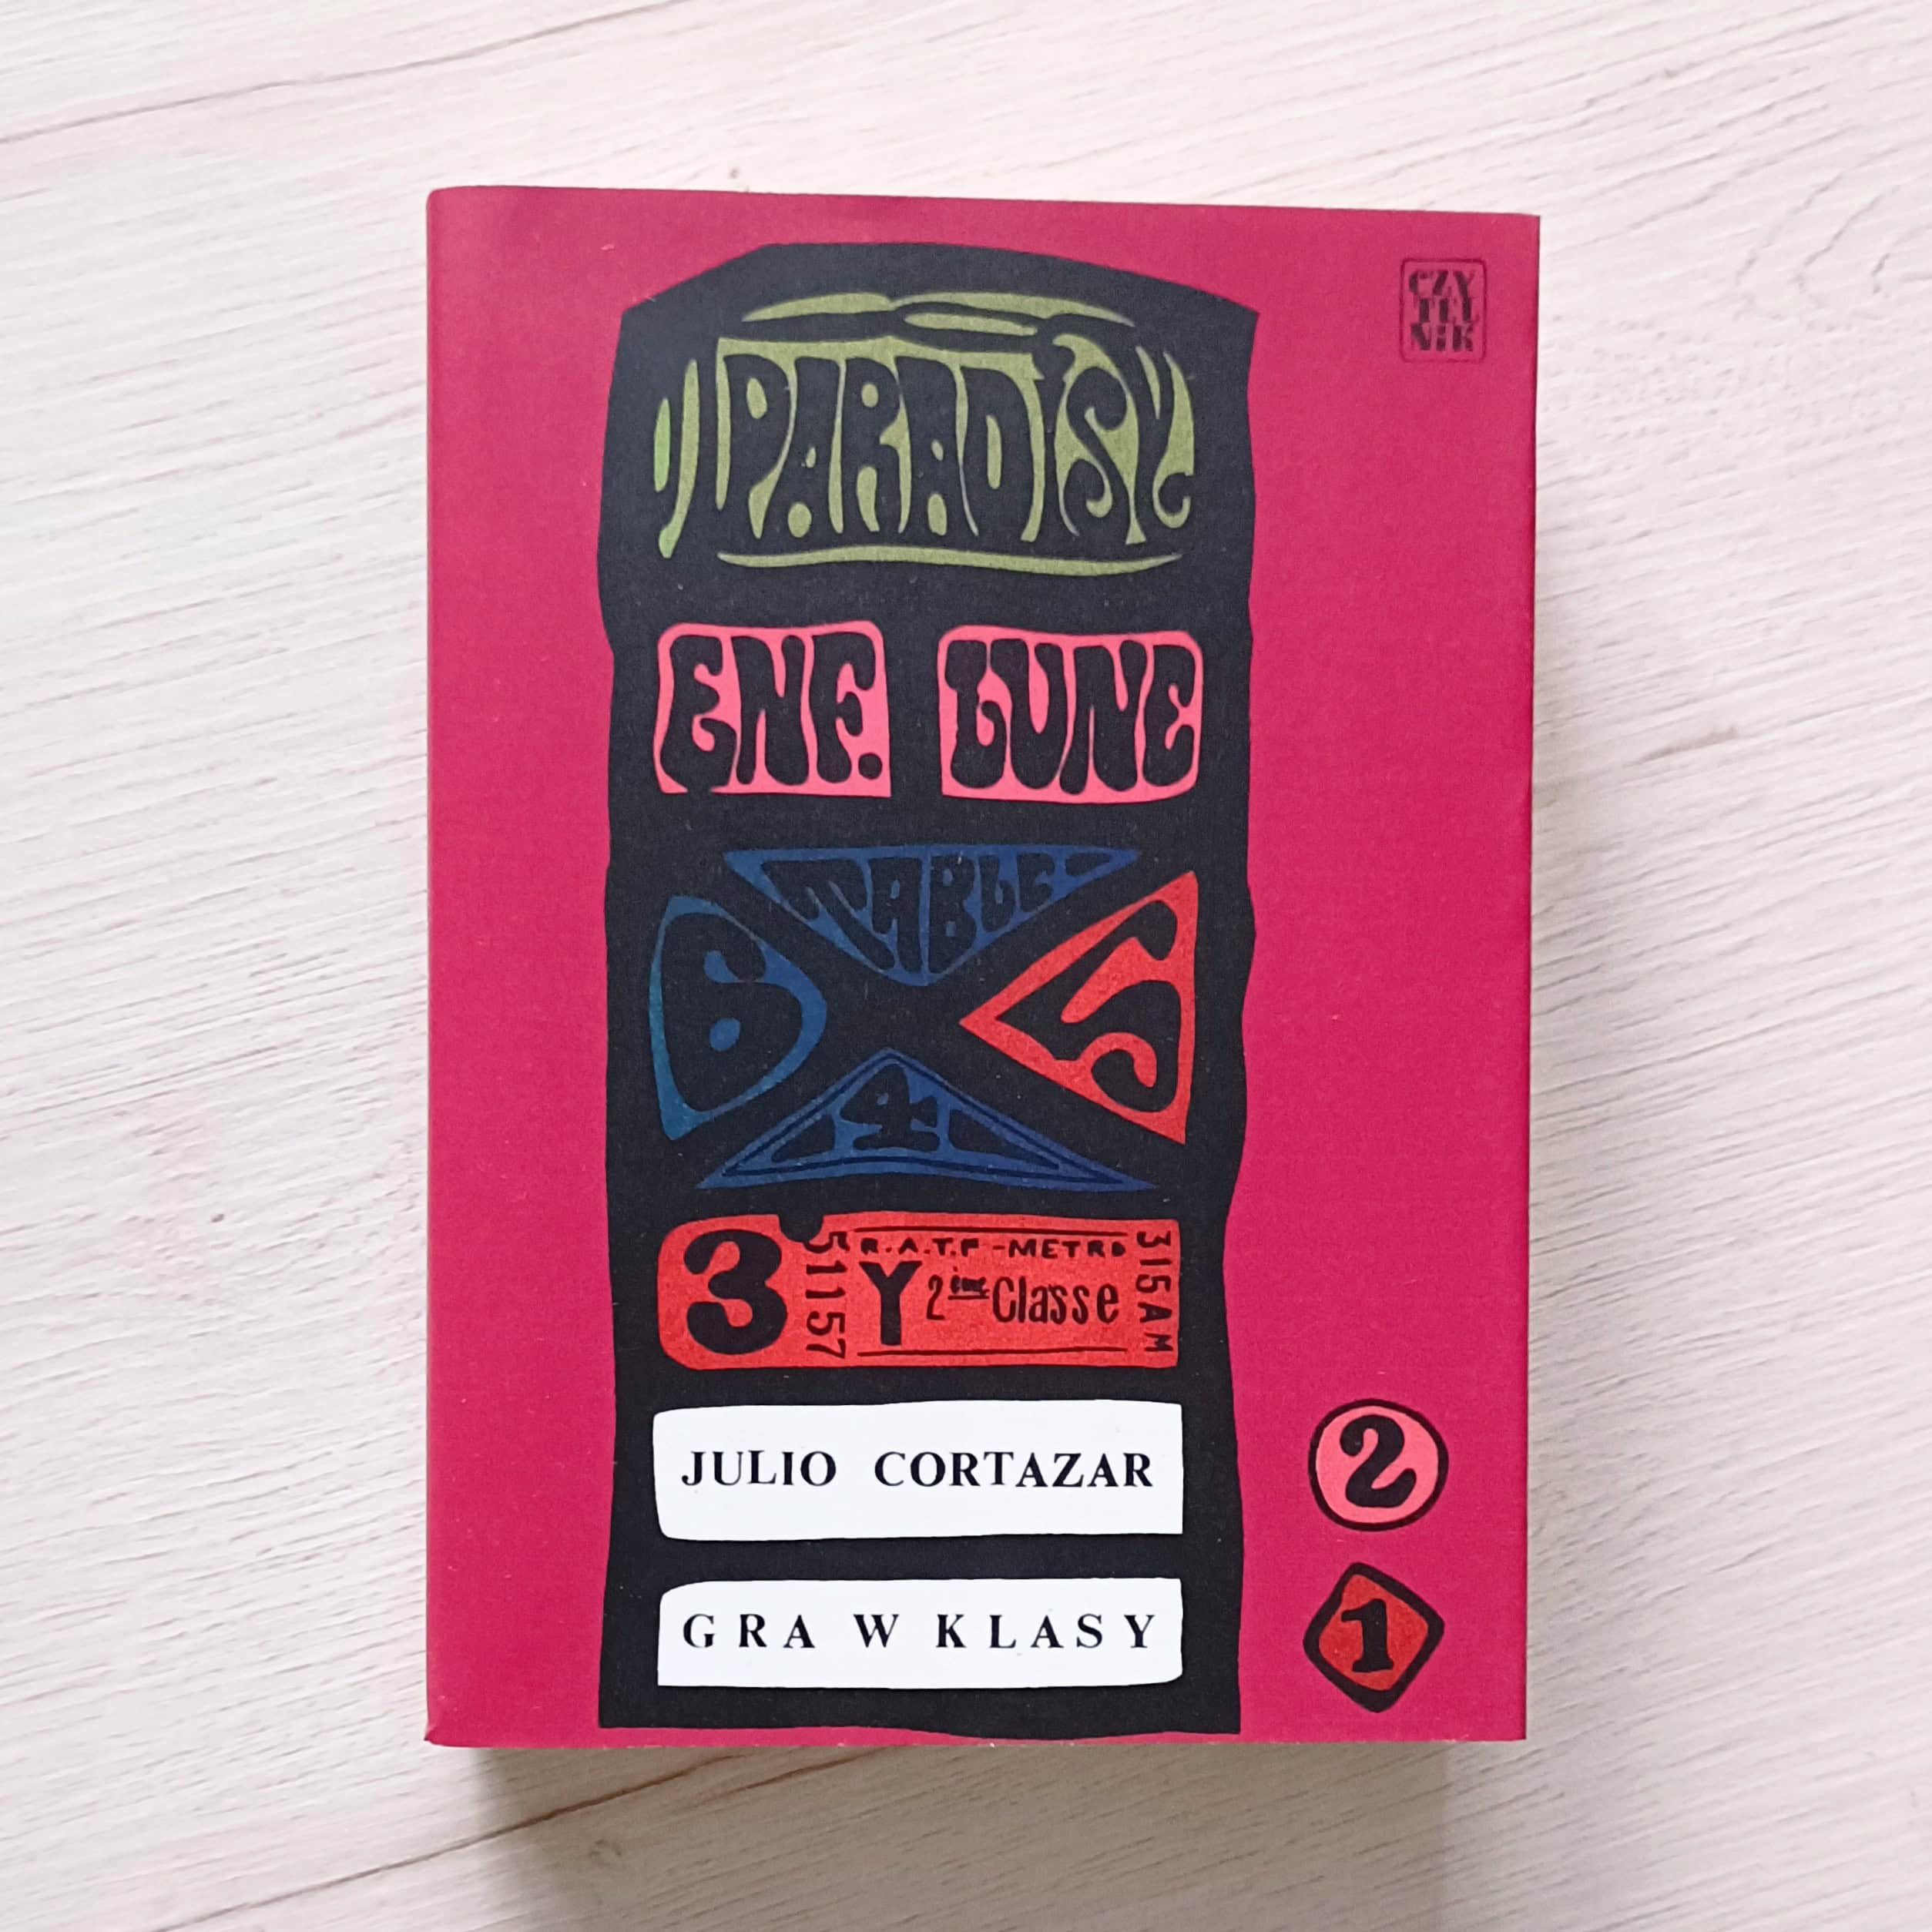 CZY
TEL
NIK
PARADISY
ENF. LUNE
TABLE
6 5
4
3 51157 R.A.T.P-METRO 315AM
Y 2ème Classe
JULIO CORTAZAR
2
GRA W KLASY
1